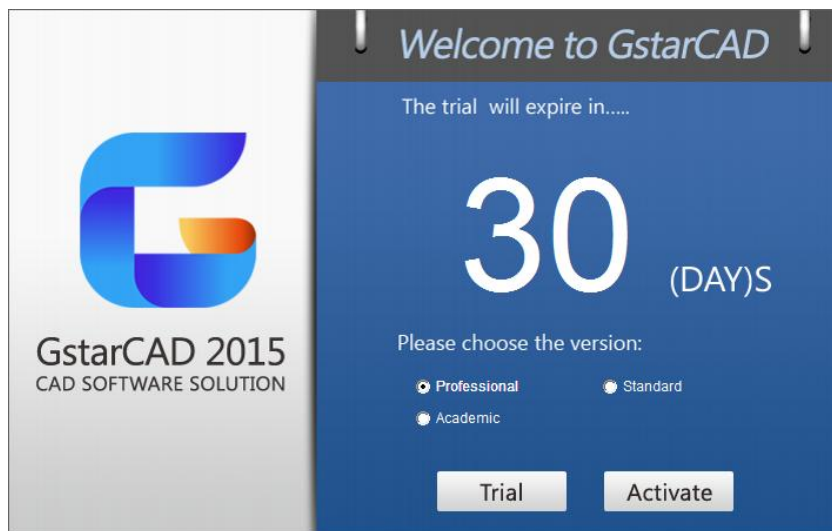 Welcome to GstarCAD
The trial will expire in.....
30 (DAY)S
GstarCAD 2015
CAD SOFTWARE SOLUTION
Please choose the version:
Professional Standard
Academic
Trial Activate